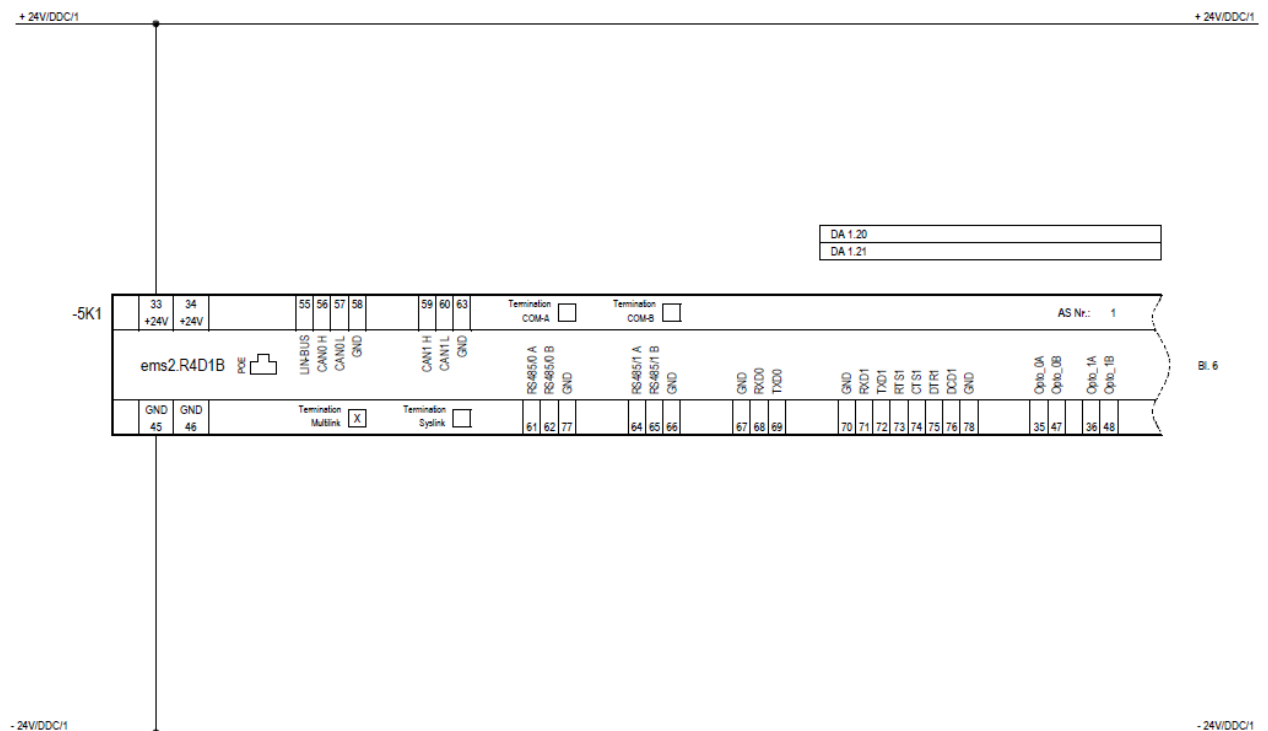 + 24V/DDC/1 + 24V/DDC/1
DA 1.20
DA 1.21
-5K1
33 34 55 56 57 58 59 60 63 Termination COM-A Termination COM-B AS Nr.: 1
+24V +24V
ems2.R4D1B POE LIN-BUS CAN0 H CAN0 L GND CAN1 H CAN1 L GND RS485/0 A RS485/0 B GND RS485/1 A RS485/1 B GND GND RXD0 TXD0 GND RXD1 TXD1 RTS1 CTS1 DTR1 DCD1 GND Opto_0A Opto_0B Opto_1A Opto_1B Bl. 6
GND GND Termination Multilink X Termination Syslink
45 46 61 62 77 64 65 66 67 68 69 70 71 72 73 74 75 76 78 35 47 36 48
- 24V/DDC/1 - 24V/DDC/1